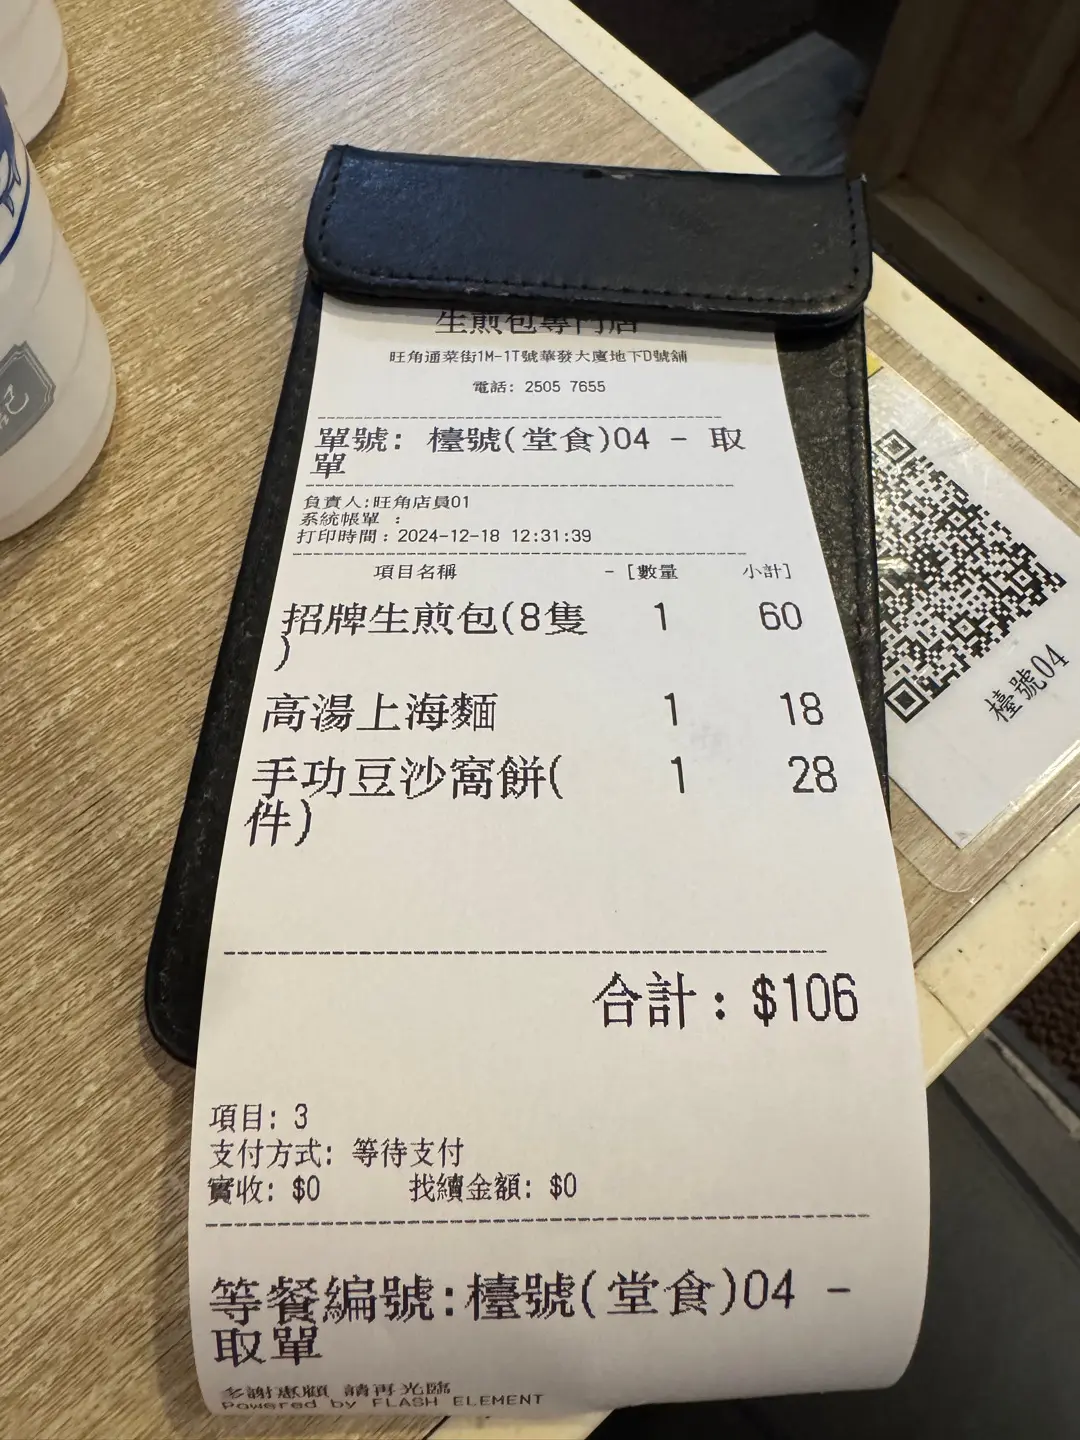 生煎包專門店
旺角通菜街1M-1T號華發大廈地下D號舖
電話: 2505 7655
單號: 檯號(堂食)04 - 取
單
負責人:旺角店員01
系統帳單 :
打印時間:2024-12-18 12:31:39
項目名稱 -[數量 小計]
招牌生煎包(8隻 1 60
)
高湯上海麵 1 18
手功豆沙窩餅( 1 28
件)
合計:$106
項目: 3
支付方式: 等待支付
實收: $0 找續金額: $0
等餐編號:檯號(堂食)04 -
取單
多謝惠顧 請再光臨
Powered by FLASH ELEMENT
檯號04
記